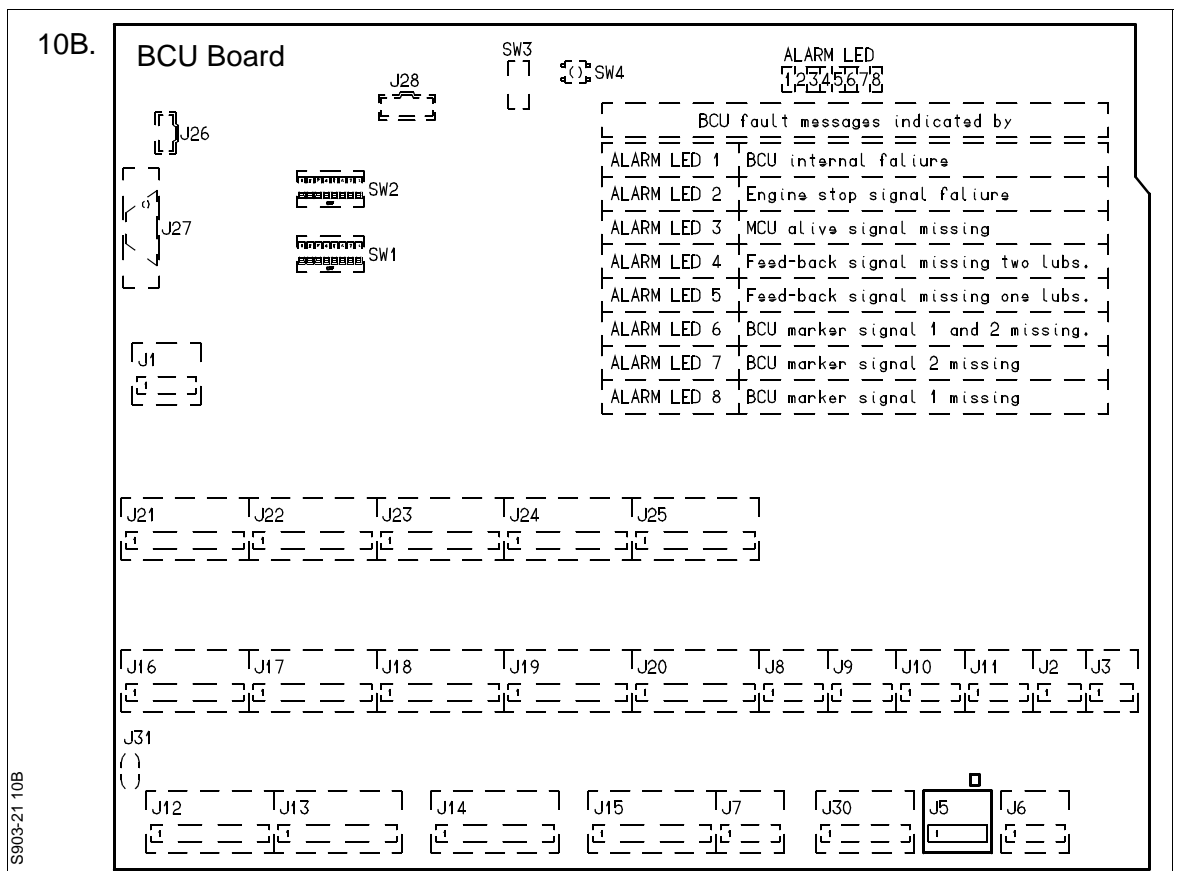 10B.
BCU Board
SW3
SW4
ALARM LED
12345678
J28
J26
BCU fault messages indicated by
ALARM LED 1 BCU internal faliure
ALARM LED 2 Engine stop signal faliure
ALARM LED 3 MCU alive signal missing
ALARM LED 4 Feed-back signal missing two lubs.
ALARM LED 5 Feed-back signal missing one lubs.
ALARM LED 6 BCU marker signal 1 and 2 missing.
ALARM LED 7 BCU marker signal 2 missing
ALARM LED 8 BCU marker signal 1 missing
SW2
J27
SW1
J1
J21 J22 J23 J24 J25
J16 J17 J18 J19 J20 J8 J9 J10 J11 J2 J3
J31
J12 J13 J14 J15 J7 J30 J5 J6
S903-21 10B